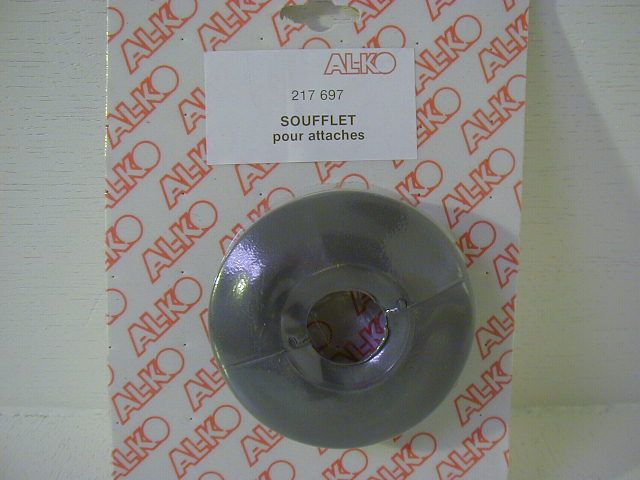 AL-KO
217 697
SOUFFLET
pour attaches